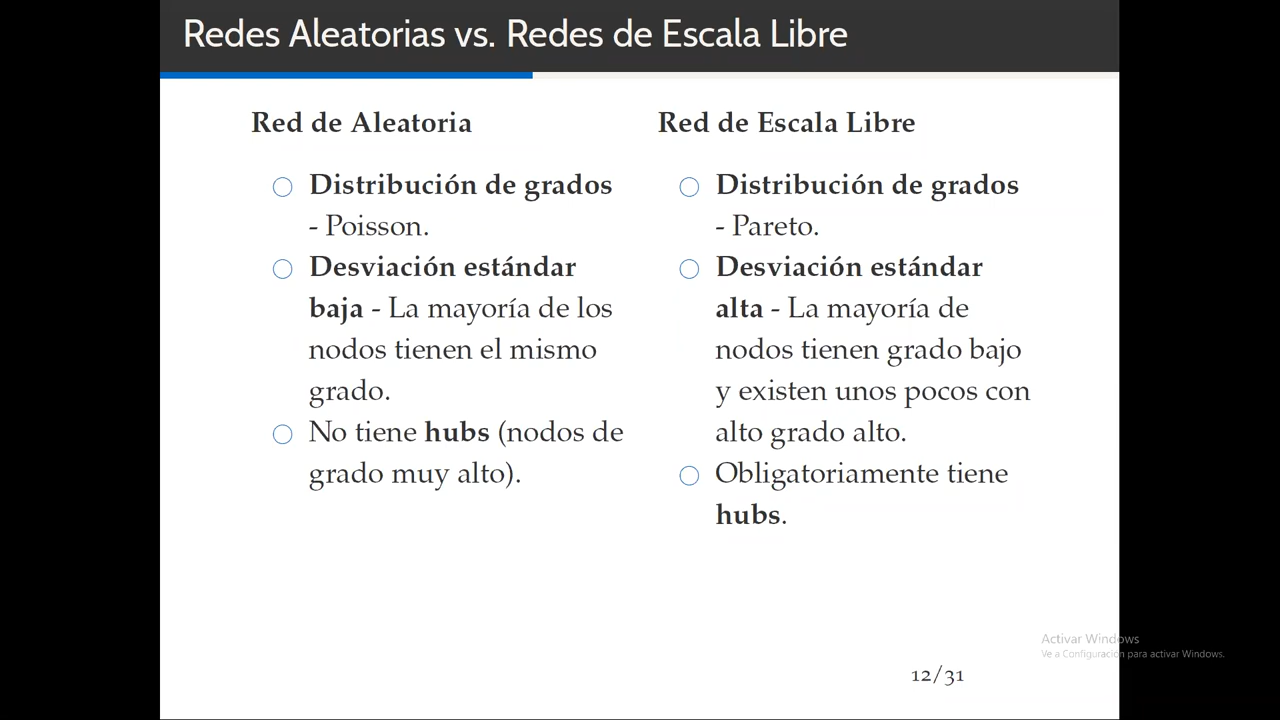 Redes Aleatorias vs. Redes de Escala Libre
Red de Aleatoria
Distribución de grados
- Poisson.
Desviación estándar
baja - La mayoría de los
nodos tienen el mismo
grado.
No tiene hubs (nodos de
grado muy alto).
Red de Escala Libre
Distribución de grados
- Pareto.
Desviación estándar
alta - La mayoría de
nodos tienen grado bajo
y existen unos pocos con
alto grado alto.
Obligatoriamente tiene
hubs.
Activar Windows
Ve a Configuración para activar Windows.
12/31